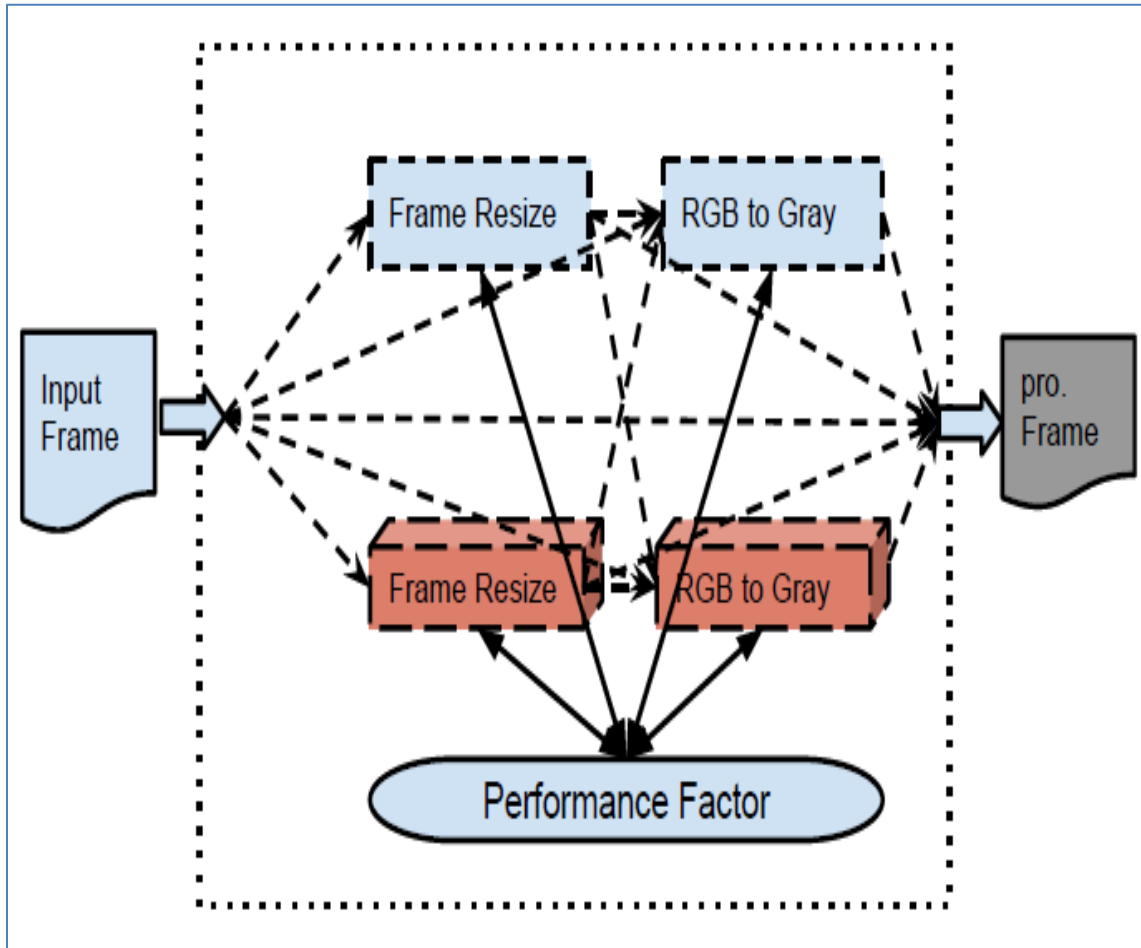 Frame Resize
RGB to Gray
Input
Frame
pro.
Frame
Frame Resize
RGB to Gray
Performance Factor